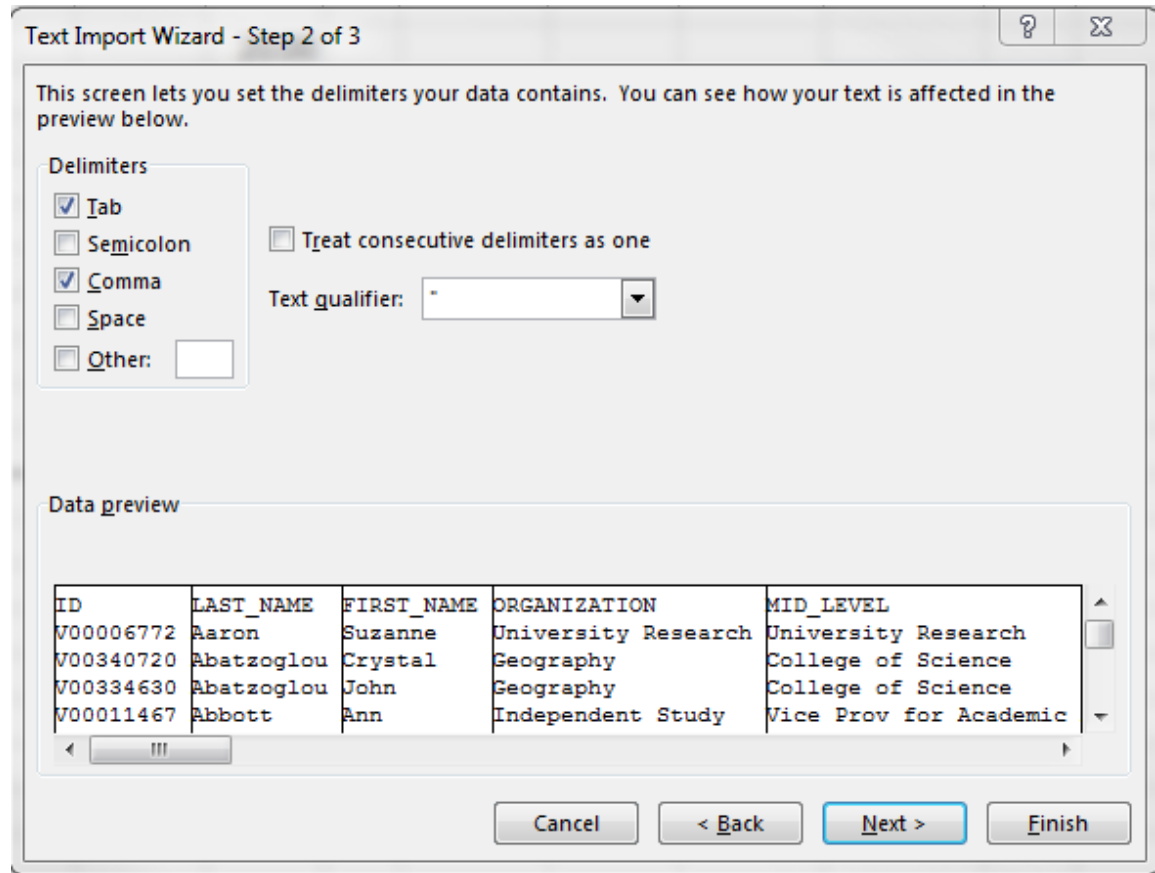 Text Import Wizard - Step 2 of 3
This screen lets you set the delimiters your data contains.  You can see how your text is affected in the
preview below.
Delimiters
Tab
Semicolon
Comma
Space
Other:
Treat consecutive delimiters as one
Text qualifier: "
Data preview
ID LAST_NAME FIRST_NAME ORGANIZATION MID_LEVEL
V00006772 Aaron Suzanne University Research University Research
V00340720 Abatzoglou Crystal Geography College of Science
V00334630 Abatzoglou John Geography College of Science
V00011467 Abbott Ann Independent Study Vice Prov for Academic
Cancel < Back Next > Finish